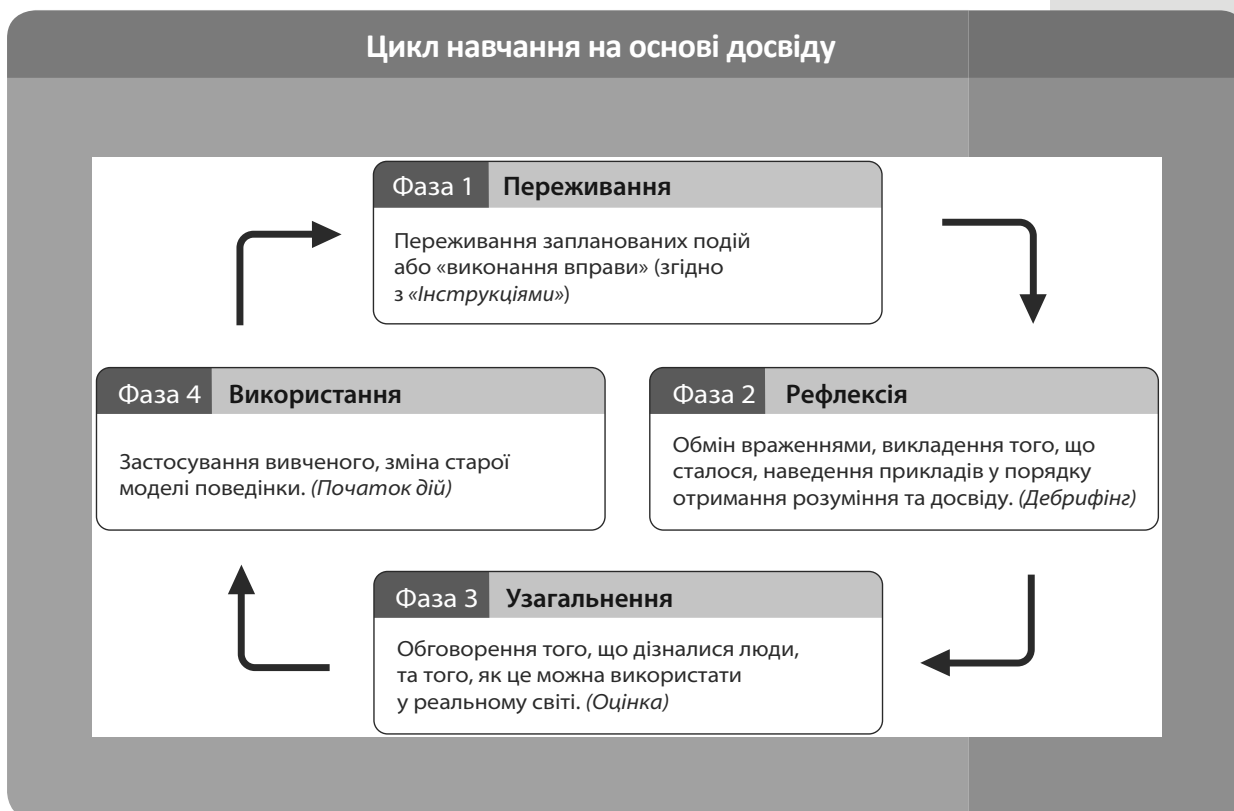 Цикл навчання на основі досвіду
Фаза 1 Переживання
Переживання запланованих подій
або «виконання вправи» (згідно
з «Інструкціями»)
Фаза 2 Рефлексія
Обмін враженнями, викладення того, що
сталося, наведення прикладів у порядку
отримання розуміння та досвіду. (Дебрифінг)
Фаза 3 Узагальнення
Обговорення того, що дізналися люди,
та того, як це можна використати
у реальному світі. (Оцінка)
Фаза 4 Використання
Застосування вивченого, зміна старої
моделі поведінки. (Початок дій)